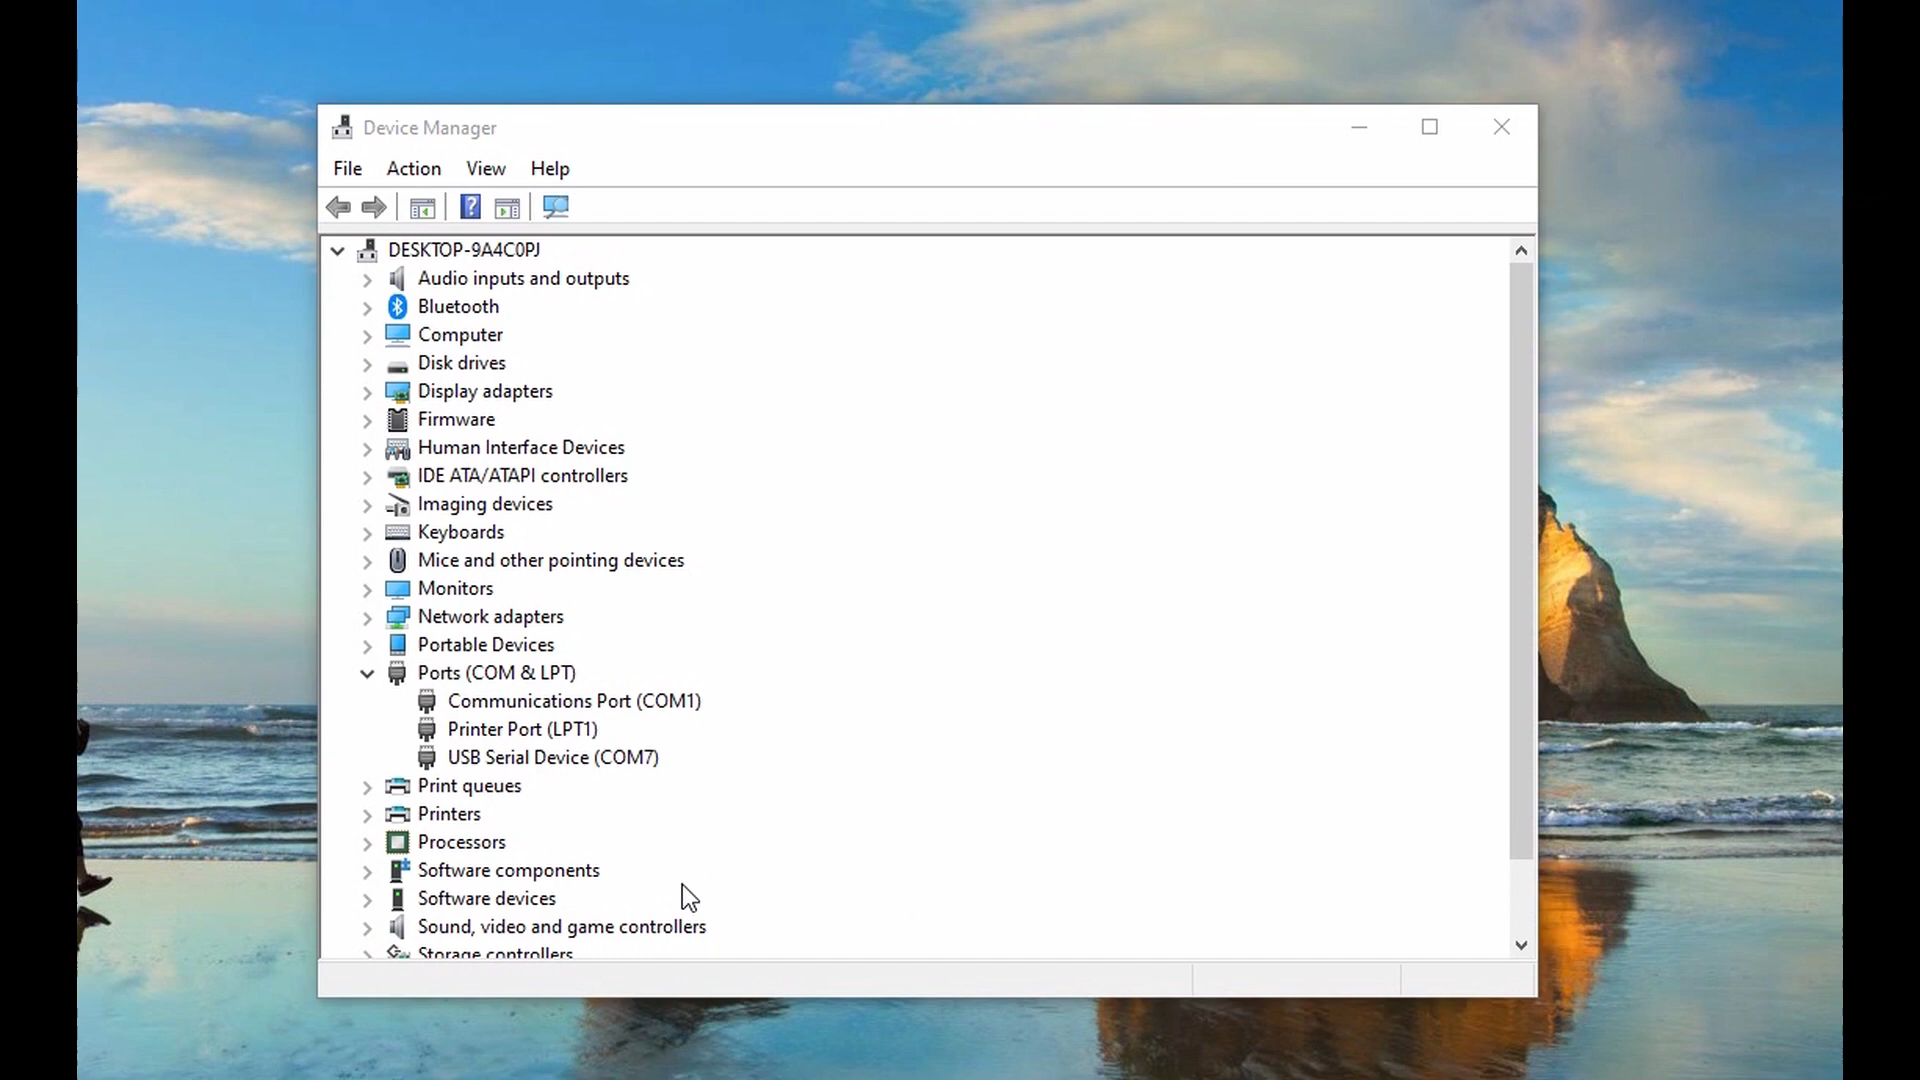 Device Manager
File Action View Help
DESKTOP-9A4C0PJ
Audio inputs and outputs
Bluetooth
Computer
Disk drives
Display adapters
Firmware
Human Interface Devices
IDE ATA/ATAPI controllers
Imaging devices
Keyboards
Mice and other pointing devices
Monitors
Network adapters
Portable Devices
Ports (COM & LPT)
Communications Port (COM1)
Printer Port (LPT1)
USB Serial Device (COM7)
Print queues
Printers
Processors
Software components
Software devices
Sound, video and game controllers
Storage controllers